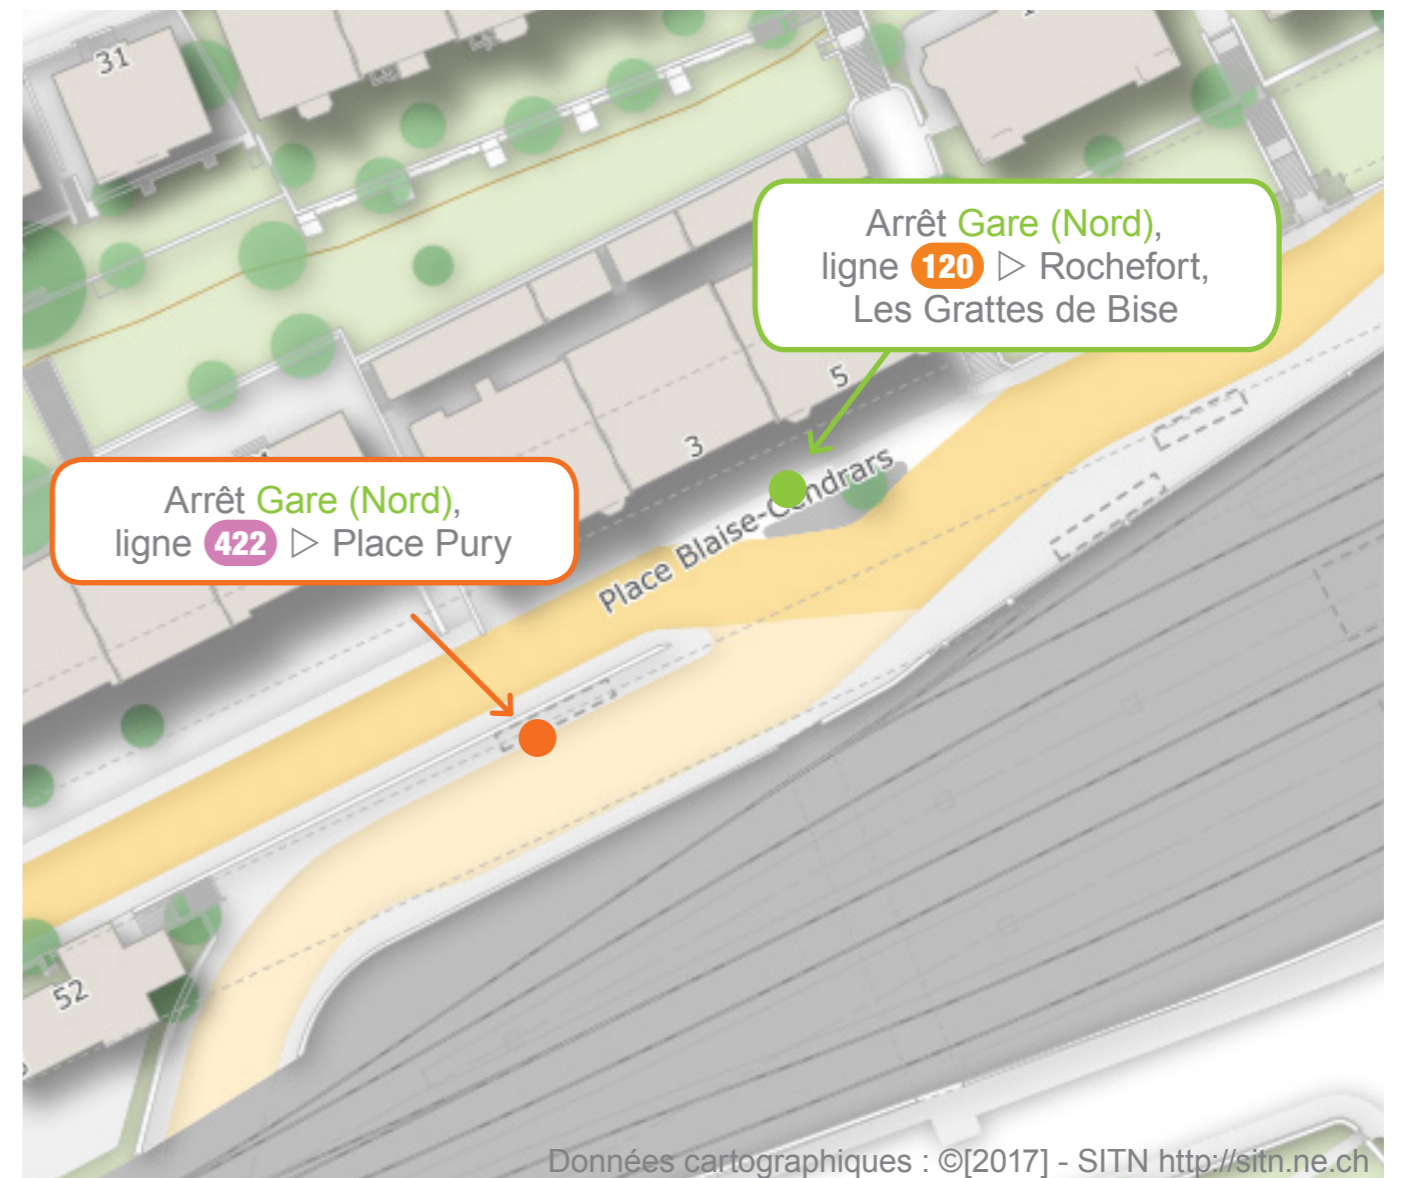 31
Arrêt Gare (Nord),
ligne 120 ▷ Rochefort,
Les Grattes de Bise
5
3
Place Blaise-Cendrars
Arrêt Gare (Nord),
ligne 422 ▷ Place Pury
52
Données cartographiques : ©[2017] - SITN http://sitn.ne.ch